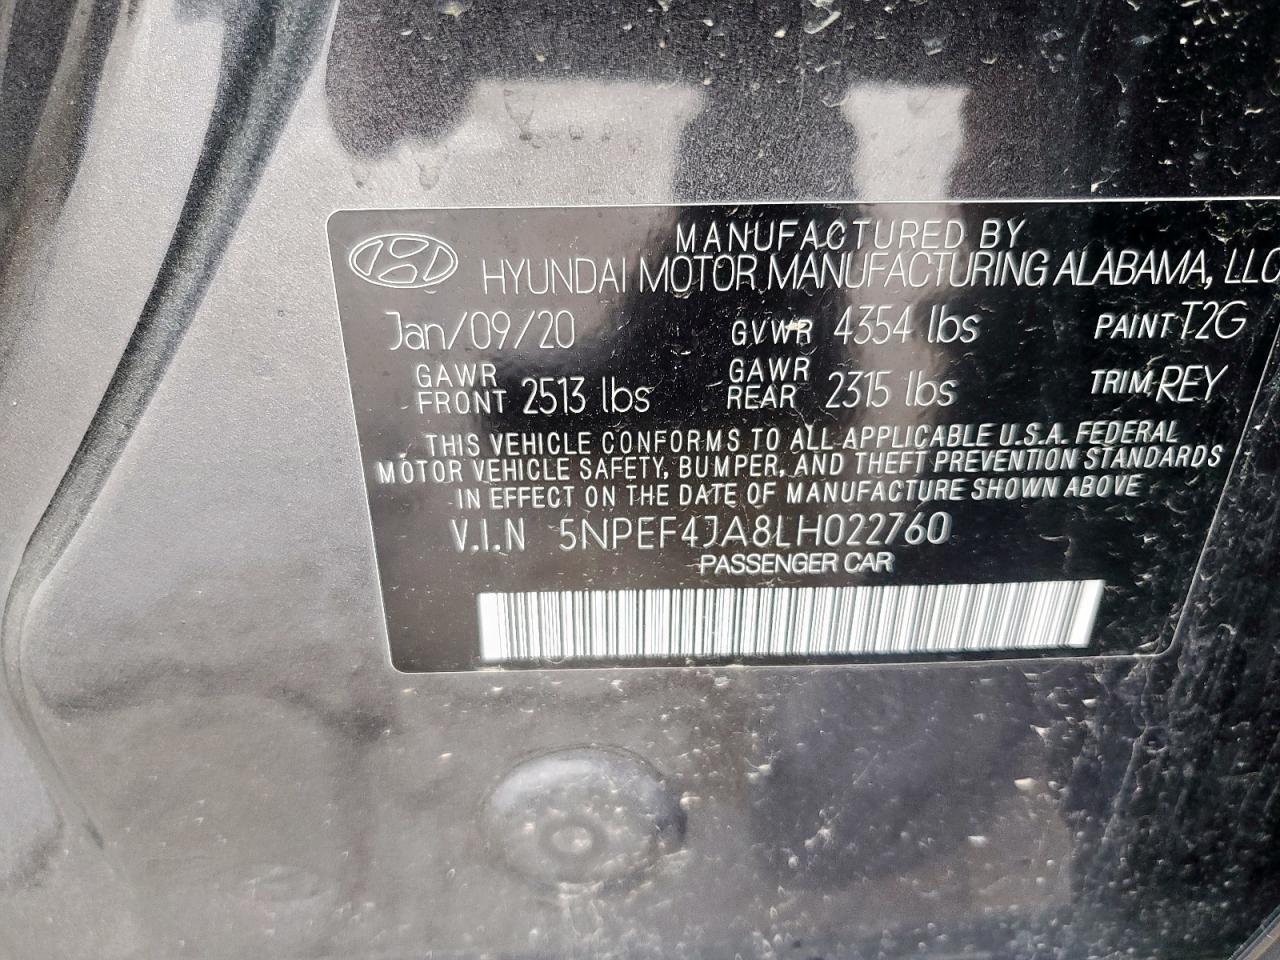 MANUFACTURED BY
HYUNDAI MOTOR MANUFACTURING ALABAMA, LLC
Jan/09/20 GVWR 4354 lbs PAINT T2G
GAWR FRONT 2513 lbs GAWR REAR 2315 lbs TRIM REY
THIS VEHICLE CONFORMS TO ALL APPLICABLE U.S.A. FEDERAL
MOTOR VEHICLE SAFETY, BUMPER, AND THEFT PREVENTION STANDARDS
IN EFFECT ON THE DATE OF MANUFACTURE SHOWN ABOVE
V.I.N 5NPEF4JA8LH022760
PASSENGER CAR